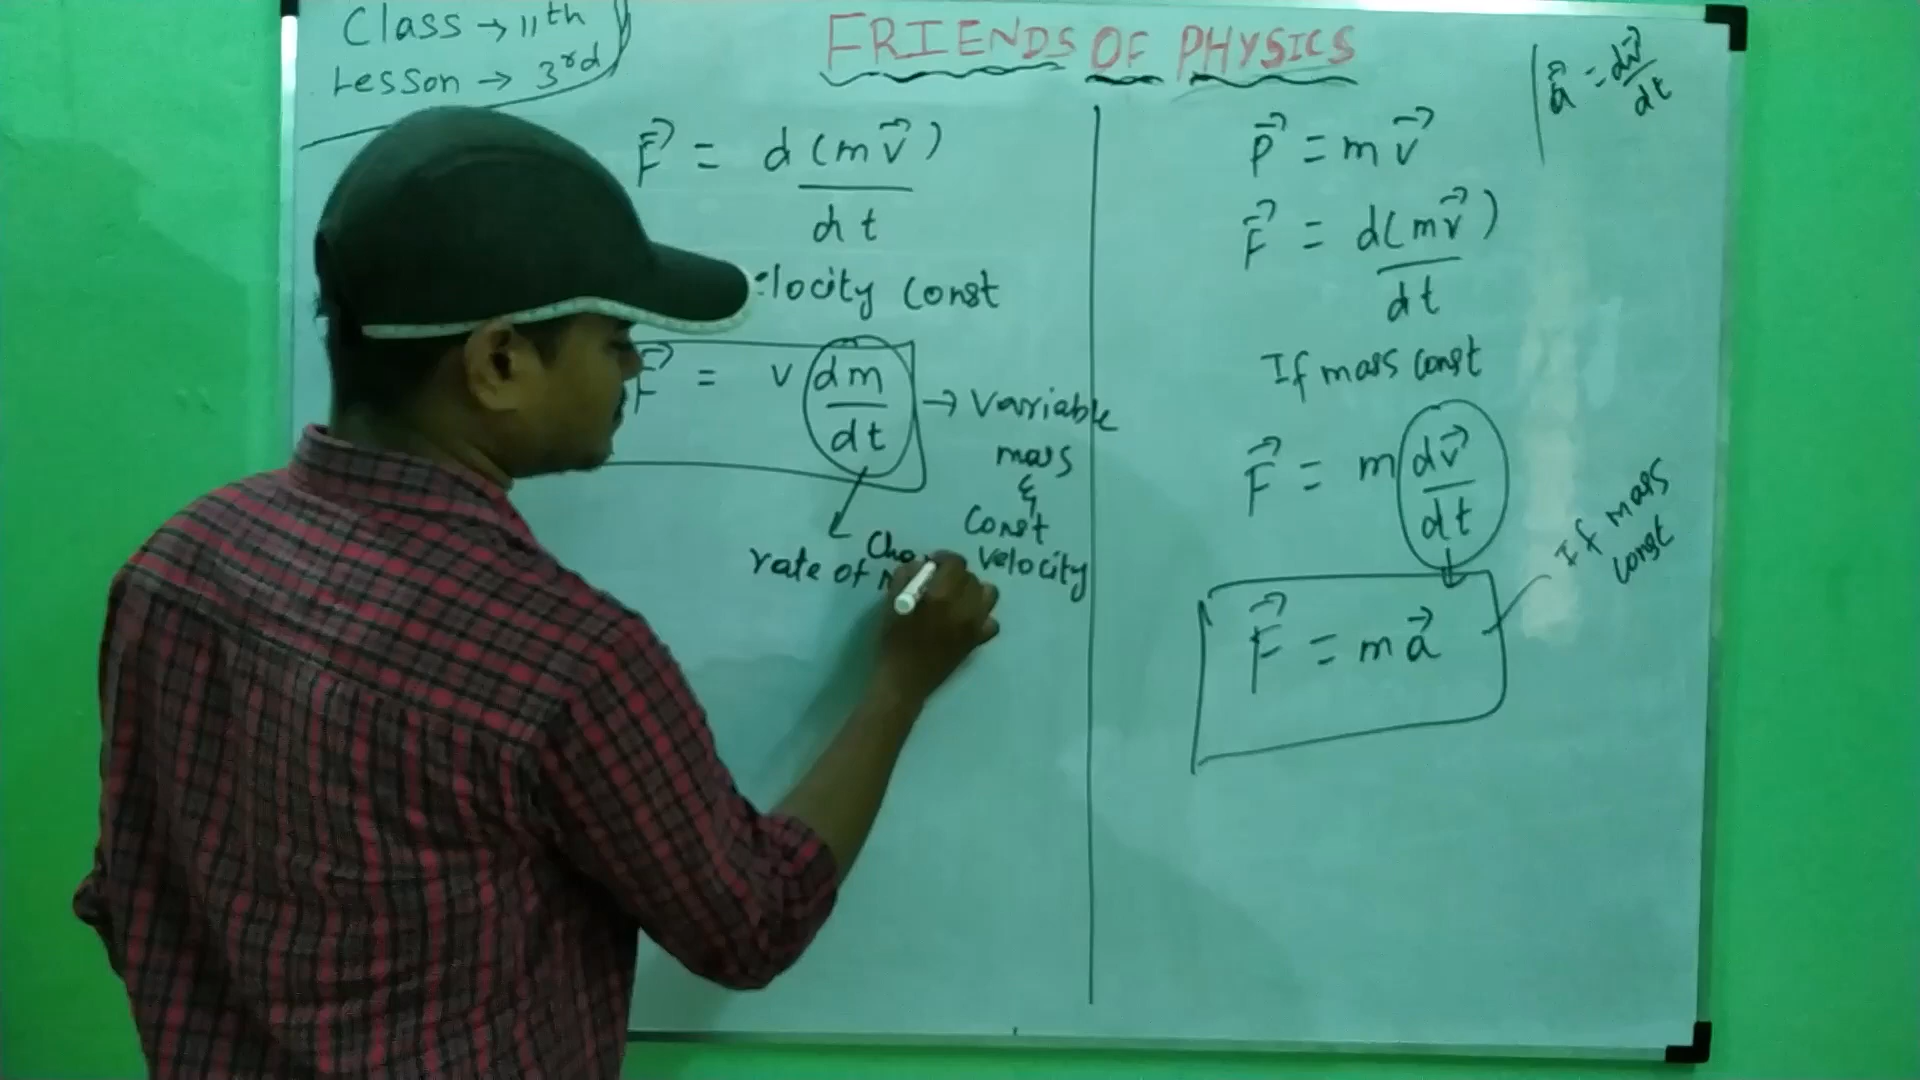 Class → 11th
Lesson → 3rd
FRIENDS OF PHYSICS
a⃗ = dv⃗/dt
F⃗ = d(mv⃗)/dt
locity const
F⃗ = v dm/dt → Variable
mass
&
const
velocity
rate of
P⃗ = mv⃗
F⃗ = d(mv⃗)/dt
If mass const
F⃗ = m dv⃗/dt
F⃗ = ma⃗
If mass
const